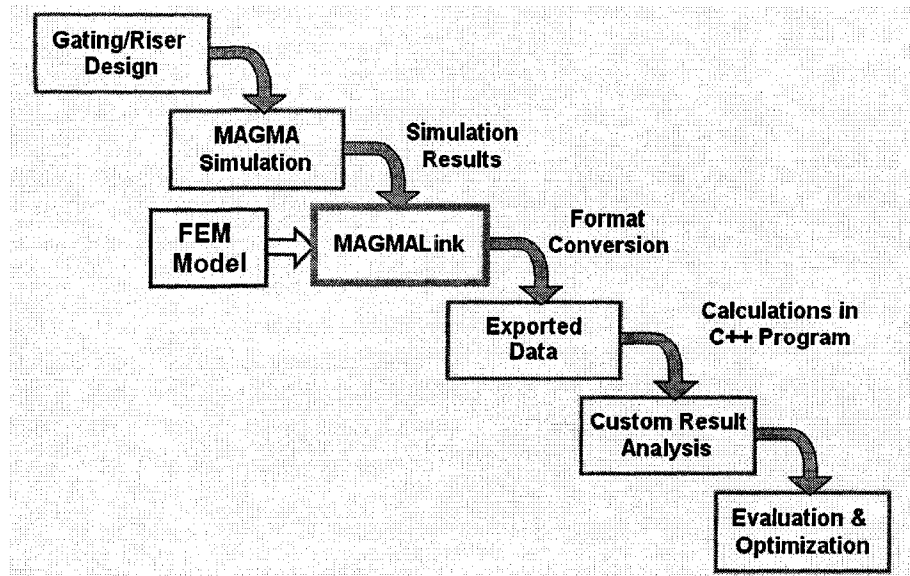 Gating/Riser
Design
MAGMA
Simulation
Simulation
Results
FEM
Model
MAGMALink
Format
Conversion
Exported
Data
Calculations in
C++ Program
Custom Result
Analysis
Evaluation &
Optimization